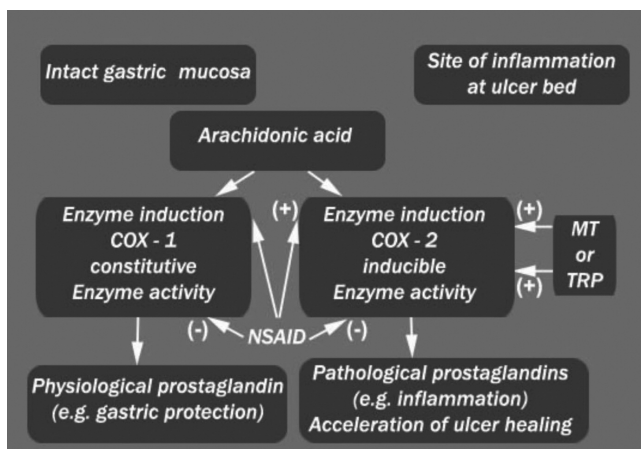 Intact gastric mucosa
Site of inflammation
at ulcer bed
Arachidonic acid
Enzyme induction
COX - 1
constitutive
Enzyme activity
(+)
Enzyme induction
COX - 2
inducible
Enzyme activity
(+)
(+)
MT
or
TRP
(-)
NSAID
(-)
Physiological prostaglandin
(e.g. gastric protection)
Pathological prostaglandins
(e.g. inflammation)
Acceleration of ulcer healing